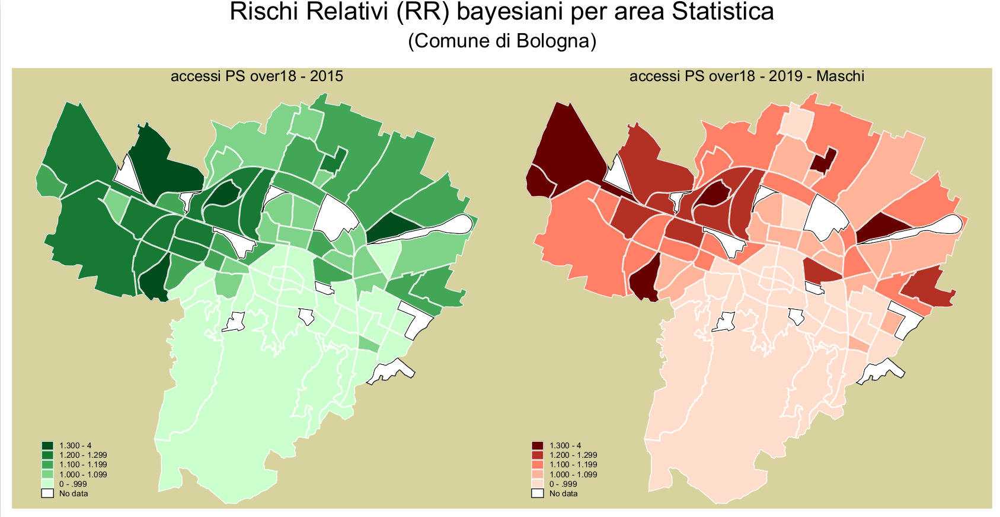 Rischi Relativi (RR) bayesiani per area Statistica
(Comune di Bologna)
accessi PS over18 - 2015
1.300 - 4
1.200 - 1.299
1.100 - 1.199
1.000 - 1.099
0 - .999
No data
accessi PS over18 - 2019 - Maschi
1.300 - 4
1.200 - 1.299
1.100 - 1.199
1.000 - 1.099
0 - .999
No data